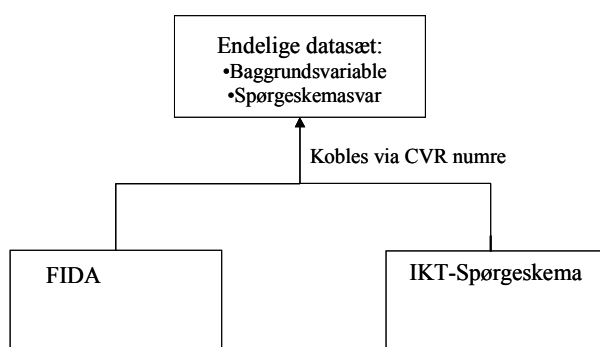 Endelige datasæt:
•Baggrundsvariable
•Spørgeskemasvar
Kobles via CVR numre
FIDA
IKT-Spørgeskema